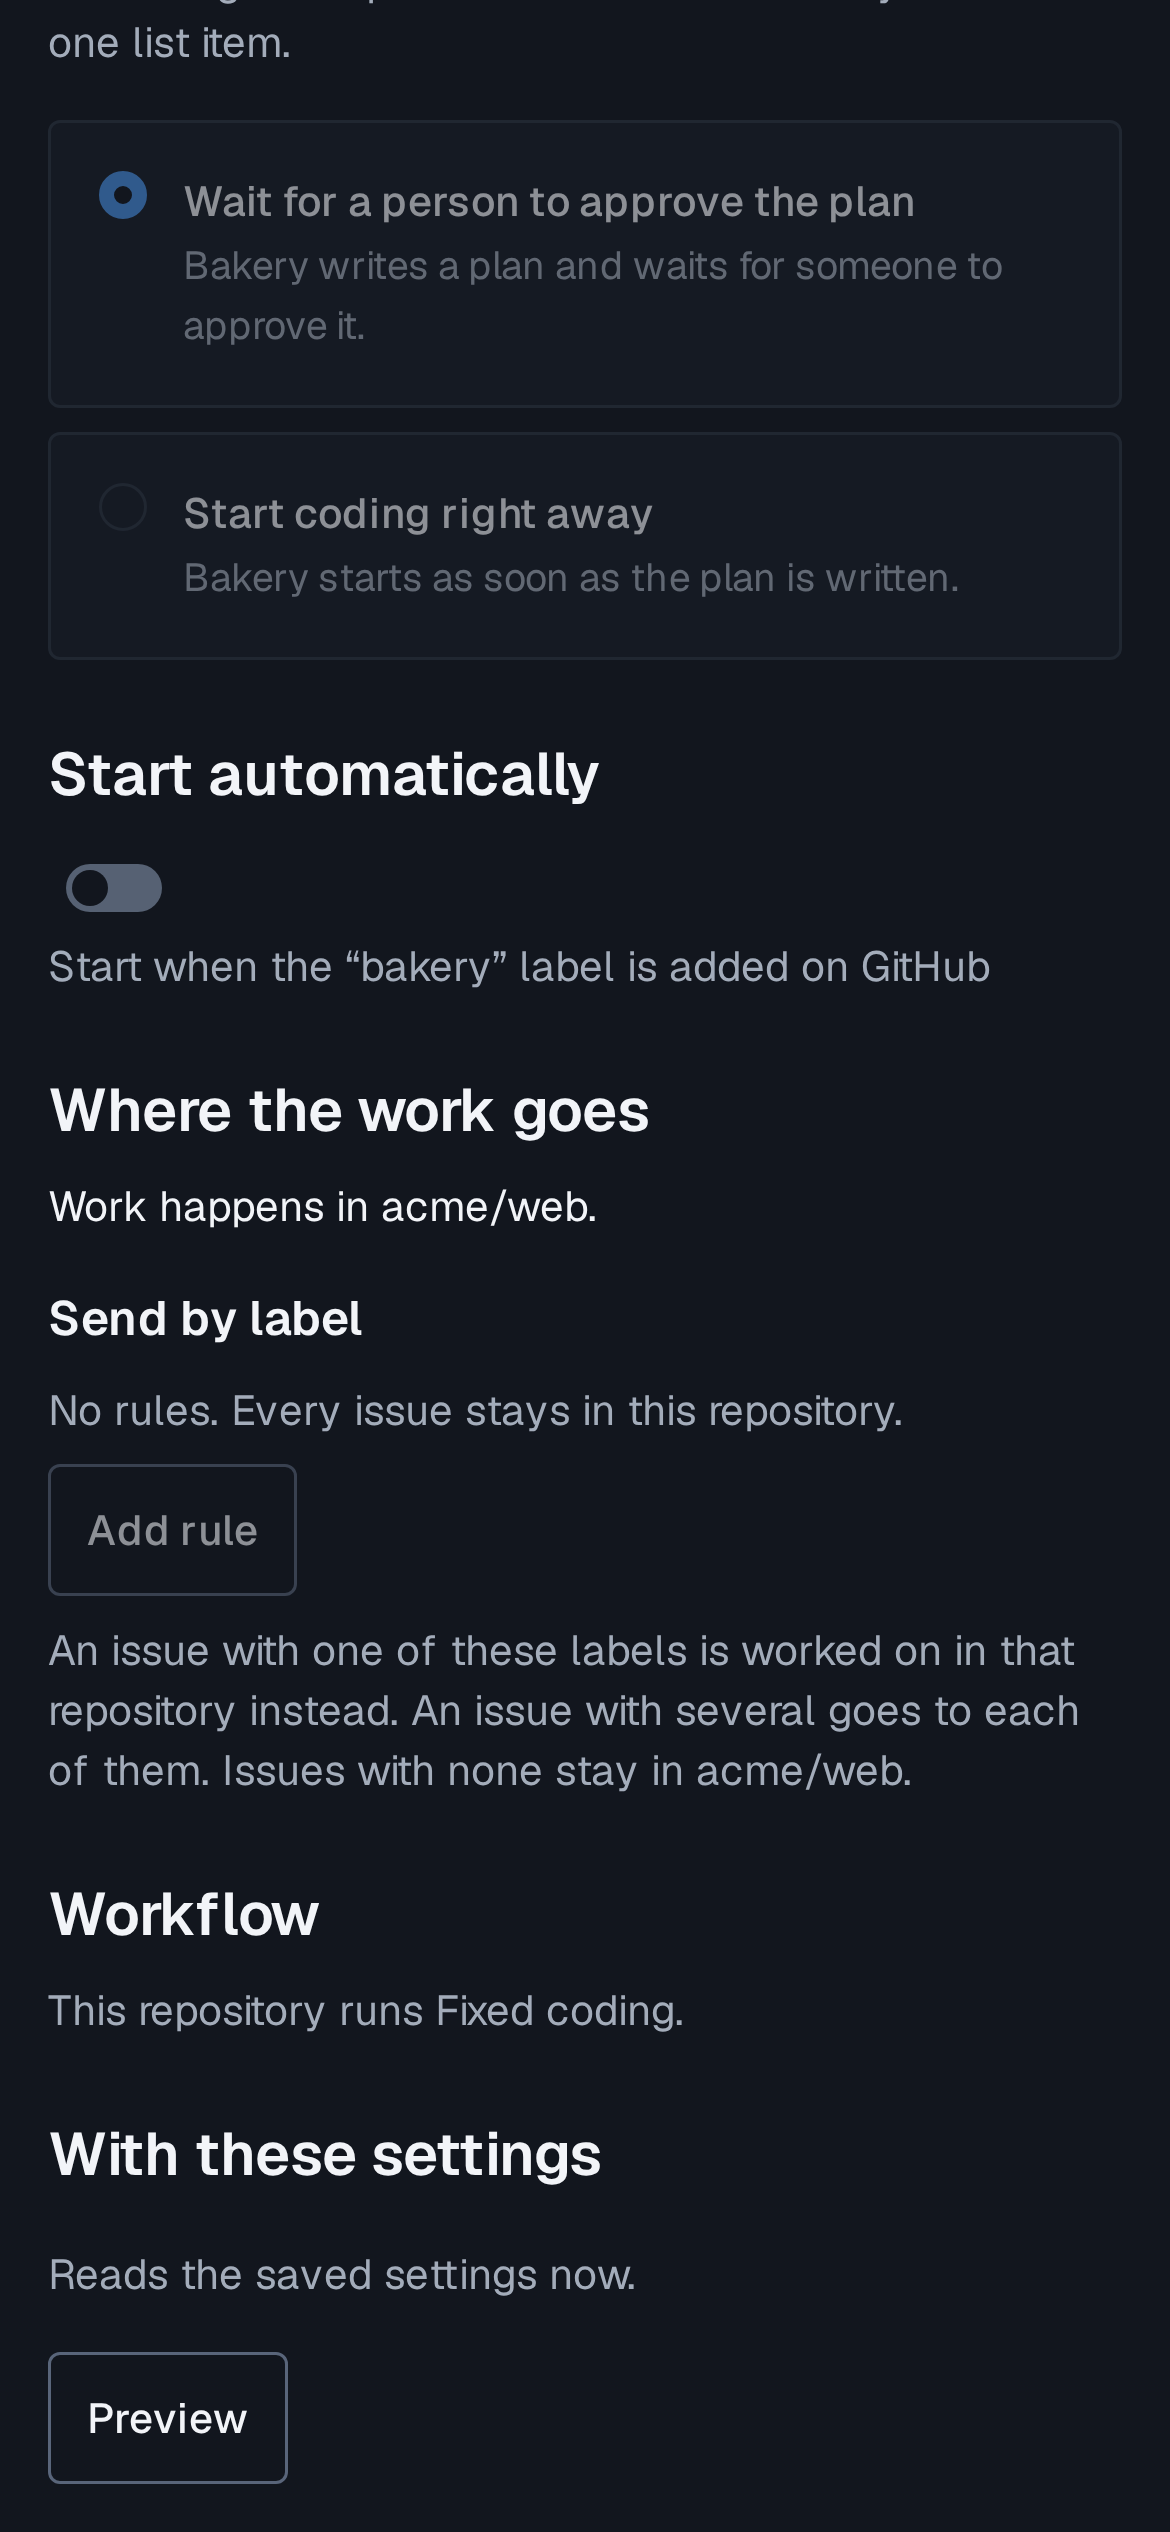 one list item.
Wait for a person to approve the plan
Bakery writes a plan and waits for someone to
approve it.
Start coding right away
Bakery starts as soon as the plan is written.
Start automatically
Start when the “bakery” label is added on GitHub
Where the work goes
Work happens in acme/web.
Send by label
No rules. Every issue stays in this repository.
Add rule
An issue with one of these labels is worked on in that
repository instead. An issue with several goes to each
of them. Issues with none stay in acme/web.
Workflow
This repository runs Fixed coding.
With these settings
Reads the saved settings now.
Preview